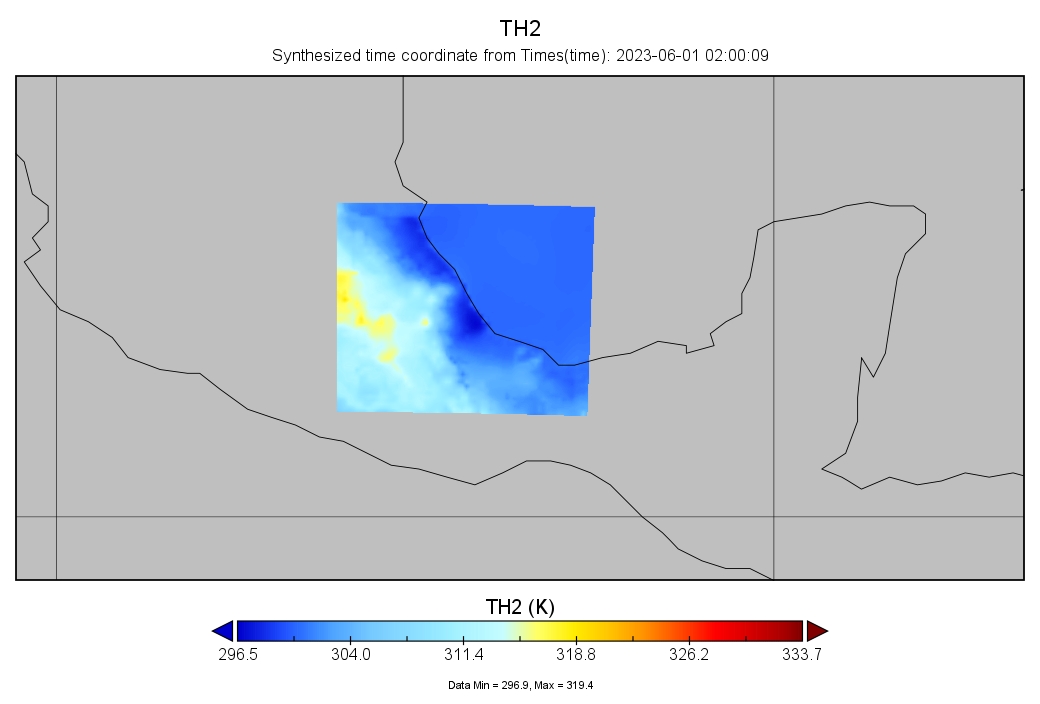 TH2
Synthesized time coordinate from Times(time): 2023-06-01 02:00:09
TH2 (K)
296.5 304.0 311.4 318.8 326.2 333.7
Data Min = 296.9, Max = 319.4